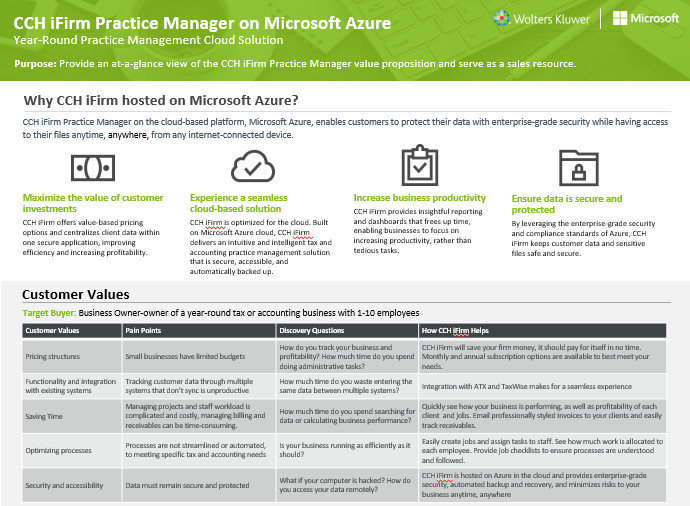 CCH iFirm Practice Manager on Microsoft Azure
Year-Round Practice Management Cloud Solution
Wolters Kluwer
Microsoft
Purpose: Provide an at-a-glance view of the CCH iFirm Practice Manager value proposition and serve as a sales resource.
Why CCH iFirm hosted on Microsoft Azure?
CCH iFirm Practice Manager on the cloud-based platform, Microsoft Azure, enables customers to protect their data with enterprise-grade security while having access
to their files anytime, anywhere, from any internet-connected device.
Maximize the value of customer
investments
CCH iFirm offers value-based pricing
options and centralizes client data within
one secure application, improving
efficiency and increasing profitability.
Experience a seamless
cloud-based solution
CCH iFirm is optimized for the cloud. Built
on Microsoft Azure cloud, CCH iFirm
delivers an intuitive and intelligent tax and
accounting practice management solution
that is secure, accessible, and
automatically backed up.
Increase business productivity
CCH iFirm provides insightful reporting
and dashboards that frees up time,
enabling businesses to focus on
increasing productivity, rather than
tedious tasks.
Ensure data is secure and
protected
By leveraging the enterprise-grade security
and compliance standards of Azure, CCH
iFirm keeps customer data and sensitive
files safe and secure.
Customer Values
Target Buyer: Business Owner-owner of a year-round tax or accounting business with 1-10 employees
Customer Values
Pain Points
Discovery Questions
How CCH iFirm Helps
Pricing structures
Small businesses have limited budgets
How do you track your business and
profitability? How much time do you spend
doing administrative tasks?
CCH iFirm will save your firm money, it should pay for itself in no time.
Monthly and annual subscription options are available to best meet your
needs.
Functionality and integration
with existing systems
Tracking customer data through multiple
systems that don't sync is unproductive
How much time do you waste entering the
same data between multiple systems?
Integration with ATX and TaxWise makes for a seamless experience
Saving Time
Managing projects and staff workload is
complicated and costly, managing billing and
receivables can be time-consuming.
How much time do you spend searching for
data or calculating business performance?
Quickly see how your business is performing, as well as profitability of each
client and jobs. Email professionally styled invoices to your clients and easily
track receivables.
Optimizing processes
Processes are not streamlined or automated,
to meeting specific tax and accounting needs
Is your business running as efficiently as it
should?
Easily create jobs and assign tasks to staff. See how much work is allocated to
each employee. Provide job checklists to ensure processes are understood
and followed.
Security and accessibility
Data must remain secure and protected
What if your computer is hacked? How do
you access your data remotely?
CCH iFirm is hosted on Azure in the cloud and provides enterprise-grade
security, automated backup and recovery, and minimizes risks to your
business anytime, anywhere